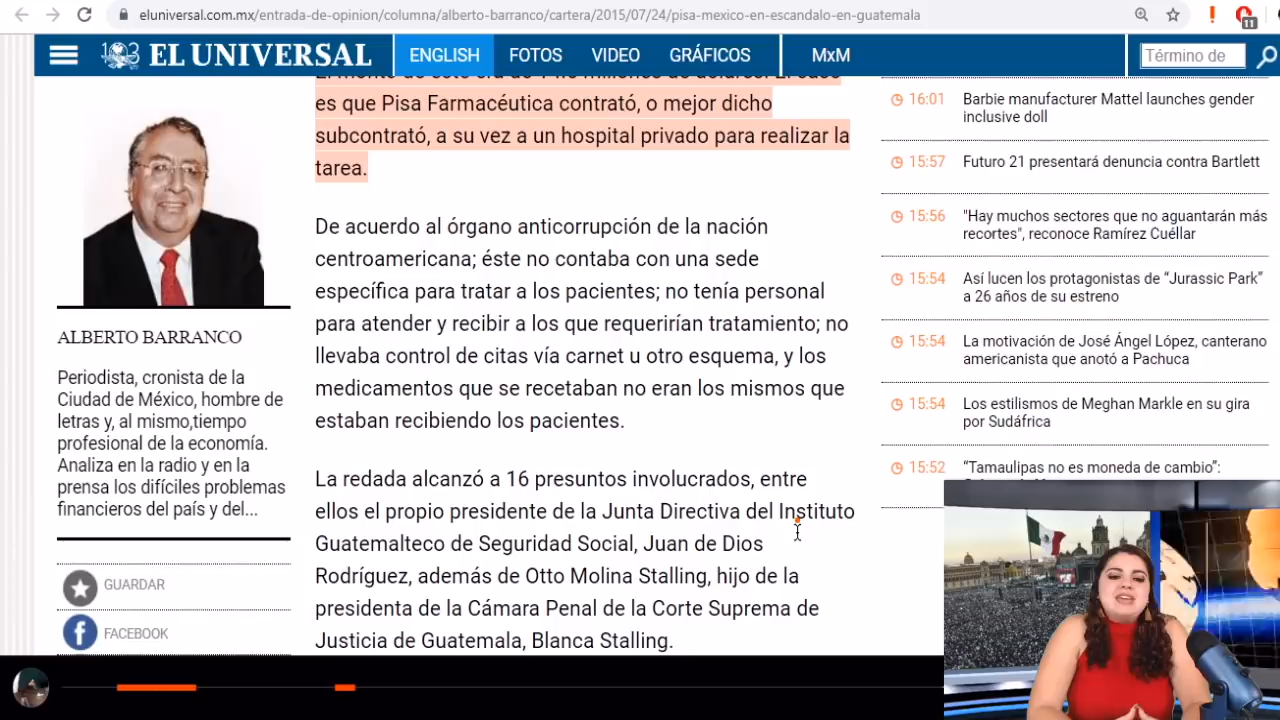 eluniversal.com.mx/entrada-de-opinion/columna/alberto-barranco/cartera/2015/07/24/pisa-mexico-en-escandalo-en-guatemala
11
103 EL UNIVERSAL
ENGLISH
FOTOS
VIDEO
GRÁFICOS
MxM
Término de
es que Pisa Farmacéutica contrató, o mejor dicho
subcontrató, a su vez a un hospital privado para realizar la
tarea.
De acuerdo al órgano anticorrupción de la nación
centroamericana; éste no contaba con una sede
específica para tratar a los pacientes; no tenía personal
para atender y recibir a los que requerirían tratamiento; no
llevaba control de citas vía carnet u otro esquema, y los
medicamentos que se recetaban no eran los mismos que
estaban recibiendo los pacientes.
La redada alcanzó a 16 presuntos involucrados, entre
ellos el propio presidente de la Junta Directiva del Instituto
Guatemalteco de Seguridad Social, Juan de Dios
Rodríguez, además de Otto Molina Stalling, hijo de la
presidenta de la Cámara Penal de la Corte Suprema de
Justicia de Guatemala, Blanca Stalling.
ALBERTO BARRANCO
Periodista, cronista de la
Ciudad de México, hombre de
letras y, al mismo,tiempo
profesional de la economía.
Analiza en la radio y en la
prensa los difíciles problemas
financieros del país y del...
GUARDAR
FACEBOOK
16:01 Barbie manufacturer Mattel launches gender
inclusive doll
15:57 Futuro 21 presentará denuncia contra Bartlett
15:56 "Hay muchos sectores que no aguantarán más
recortes", reconoce Ramírez Cuéllar
15:54 Así lucen los protagonistas de “Jurassic Park”
a 26 años de su estreno
15:54 La motivación de José Ángel López, canterano
americanista que anotó a Pachuca
15:54 Los estilismos de Meghan Markle en su gira
por Sudáfrica
15:52 “Tamaulipas no es moneda de cambio”: